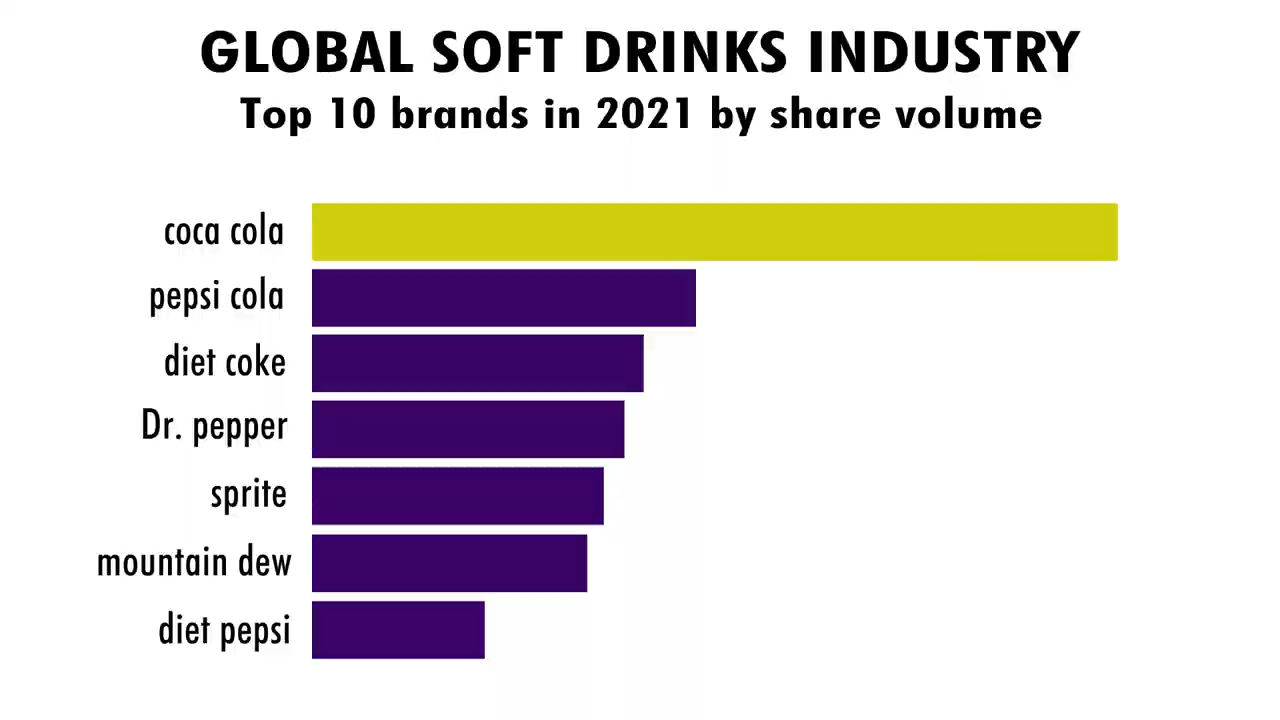 GLOBAL SOFT DRINKS INDUSTRY
Top 10 brands in 2021 by share volume
coca cola
pepsi cola
diet coke
Dr. pepper
sprite
mountain dew
diet pepsi